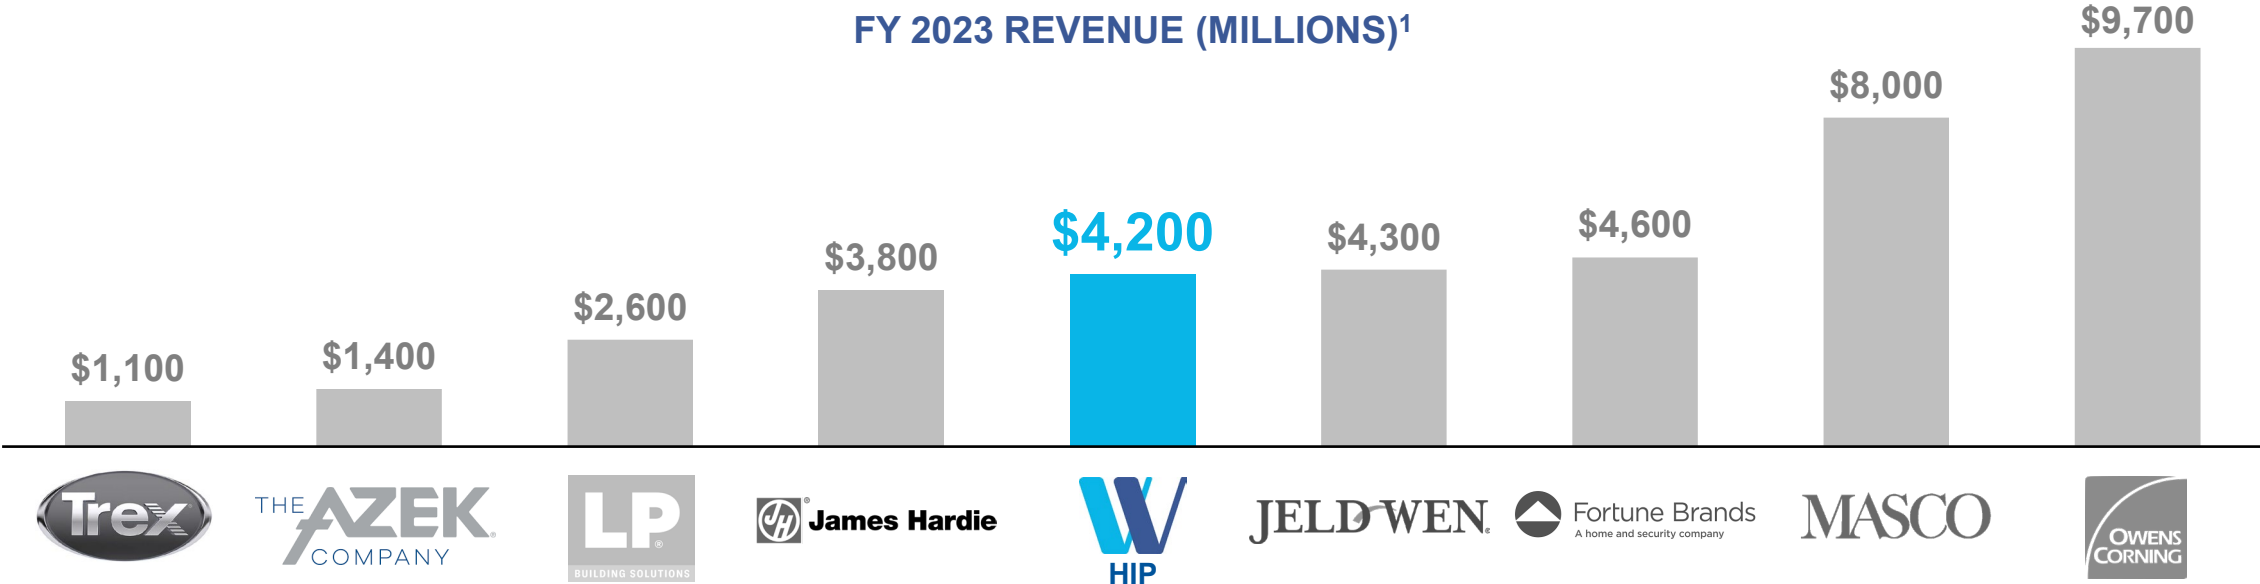 FY 2023 REVENUE (MILLIONS)¹
$1,100
$1,400
$2,600
$3,800
$4,200
$4,300
$4,600
$8,000
$9,700
Trex
THE AZEK®
COMPANY
LP®
BUILDING SOLUTIONS
JH® James Hardie
HIP
JELD WEN®
Fortune Brands
A home and security company
MASCO
OWENS
CORNING